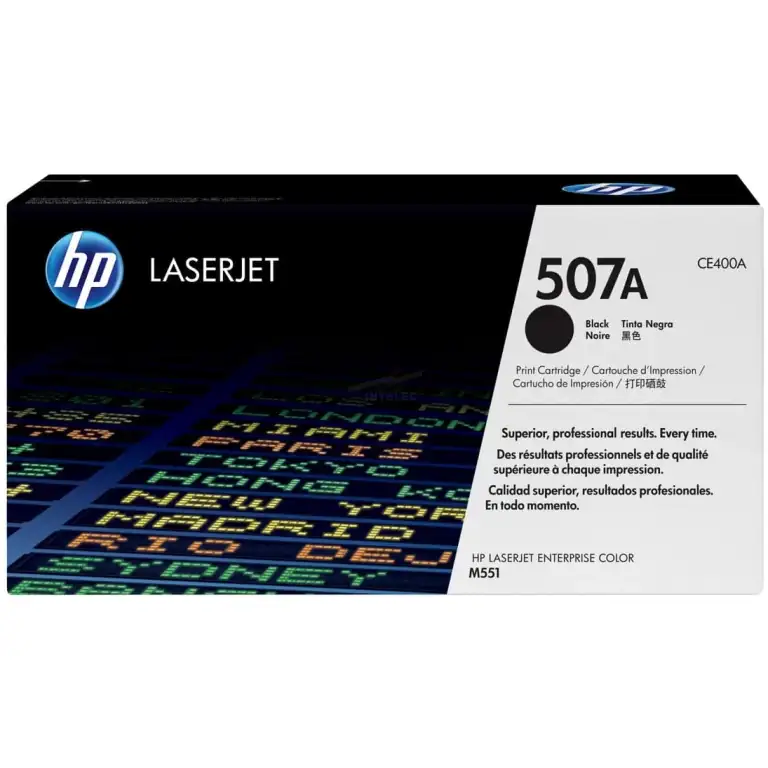 hp
hp
LASERJET
507A
CE400A
Black Tinta Negra
Noire 黑色
Print Cartridge / Cartouche d'Impression /
Cartucho de Impresión / 打印硒鼓
Superior, professional results. Every time.
Des résultats professionnels et de qualité
supérieure à chaque impression.
Calidad superior, resultados profesionales.
En todo momento.
HP LASERJET ENTERPRISE COLOR
M551
LONDON
MIAMI
PARIS
TOKYO
HONG KO
NEW YOR
MADRID
RIO DEJ
SYDNEY